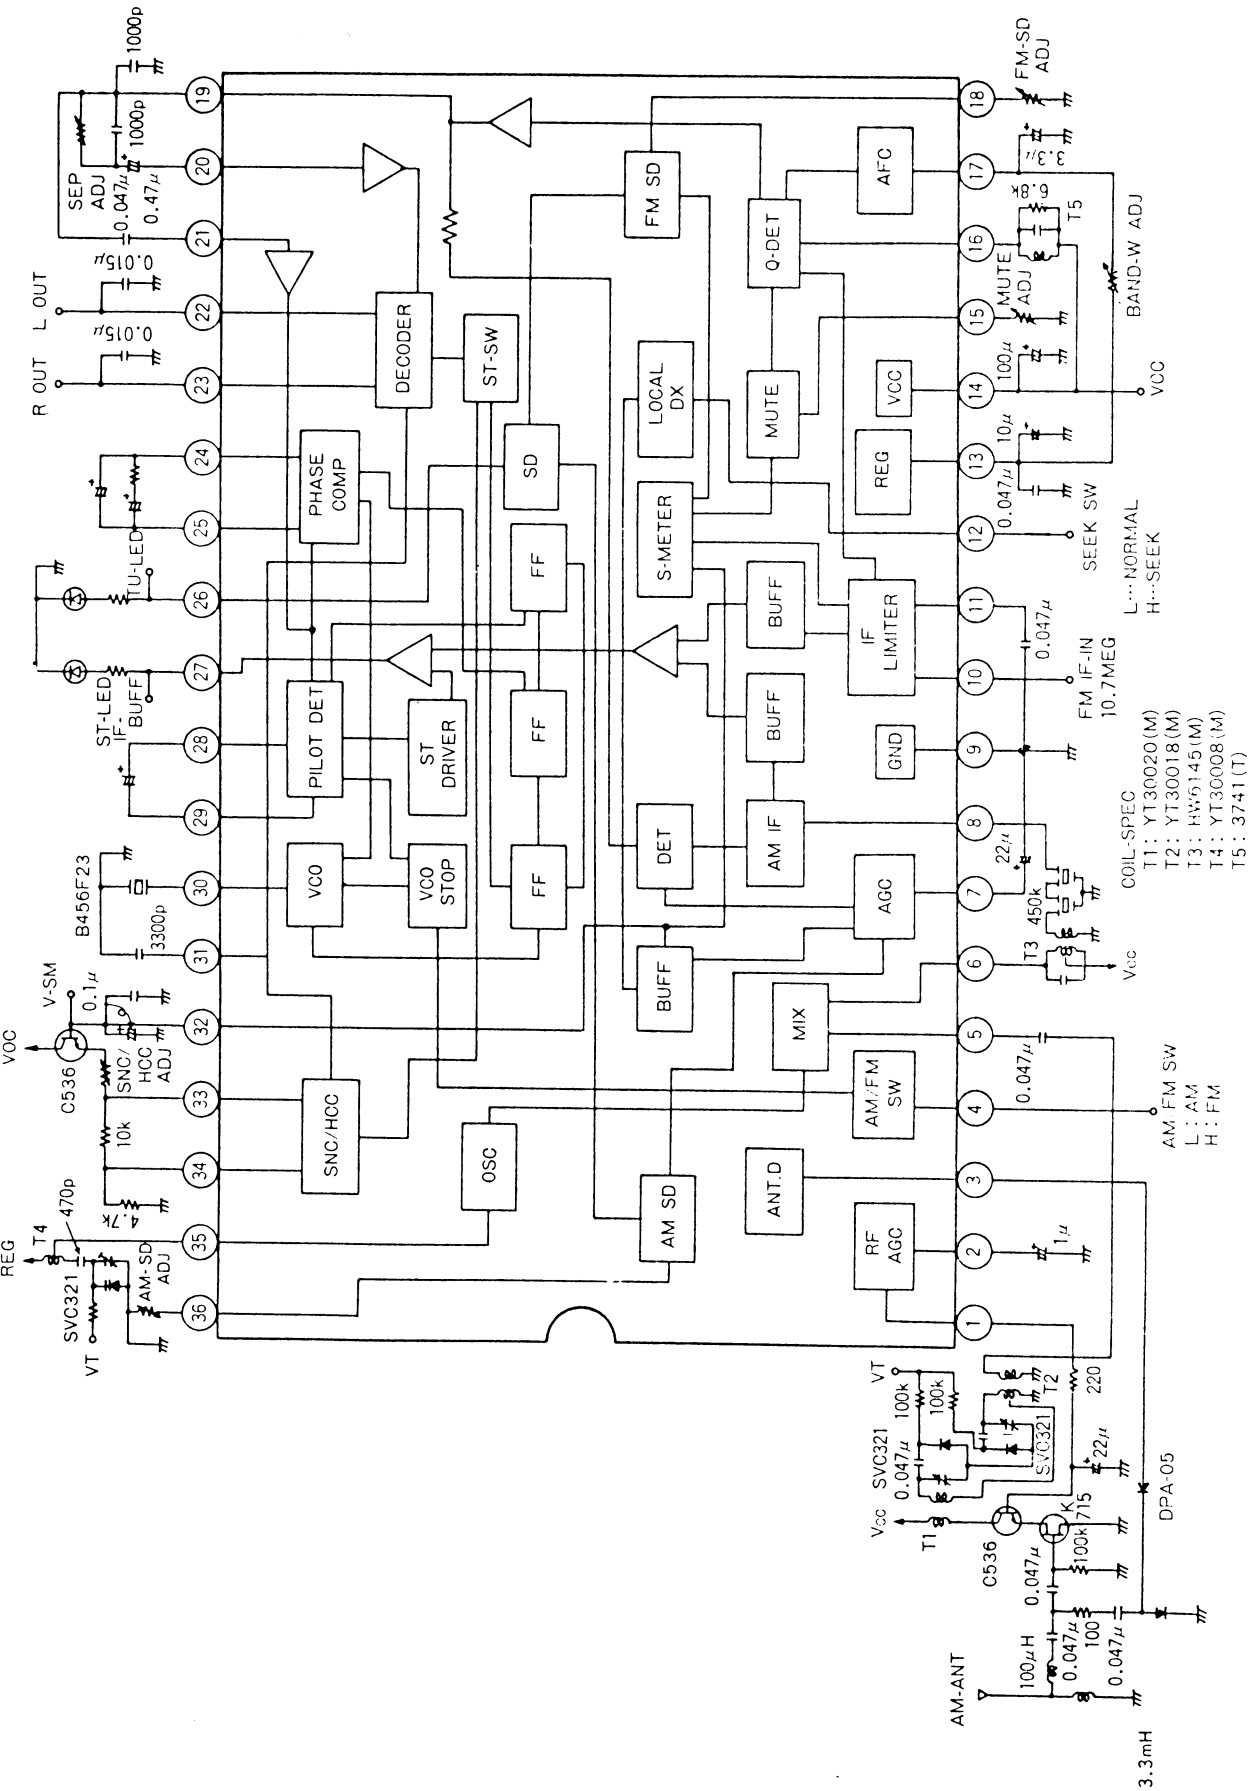 REG
T4
470p
SVC321
VT
AM-SD
ADJ
36
35
4.7k
34
10k
33
C536
VOC
SNC/
HCC
ADJ
V-SM
0.1μ
32
31
3300p
B456F23
30
29
28
ST-LED
IF-
BUFF
27
26
TU-LED
25
24
R OUT
0.015μ
23
L OUT
0.015μ
22
21
SEP
ADJ
0.047μ
0.47μ
20
1000p
19
1000p
SNC/HCC
OSC
AM SD
ANT.D
RF
AGC
AM/FM
SW
MIX
BUFF
AGC
VCO
VCO
STOP
FF
DET
AM IF
GND
PILOT DET
ST
DRIVER
FF
BUFF
IF
LIMITER
FF
BUFF
S-METER
PHASE
COMP
SD
LOCAL
DX
MUTE
REG
VCC
DECODER
ST-SW
FM SD
Q-DET
AFC
1
2
1μ
3
4
AM. FM SW
L : AM
H : FM
5
0.047μ
6
T3
Vcc
450k
7
22μ
8
9
10
FM IF-IN
10.7MEG
11
0.047μ
12
SEEK SW
L···NORMAL
H···SEEK
13
0.047μ
10μ
14
100μ
VCC
15
MUTE
ADJ
16
6.8k
T5
17
3.3μ
BAND-W ADJ
18
FM-SD
ADJ
COIL-SPEC
T1 : YT30020(M)
T2 : YT30018(M)
T3 : HW6145(M)
T4 : YT30008(M)
T5 : 3741(T)
VT
100k
100k
SVC321
0.047μ
SVC321
T2
220
Vcc
T1
C536
K
715
22μ
DPA-05
100k
0.047μ
100μH
0.047μ
100
0.047μ
AM-ANT
3.3mH